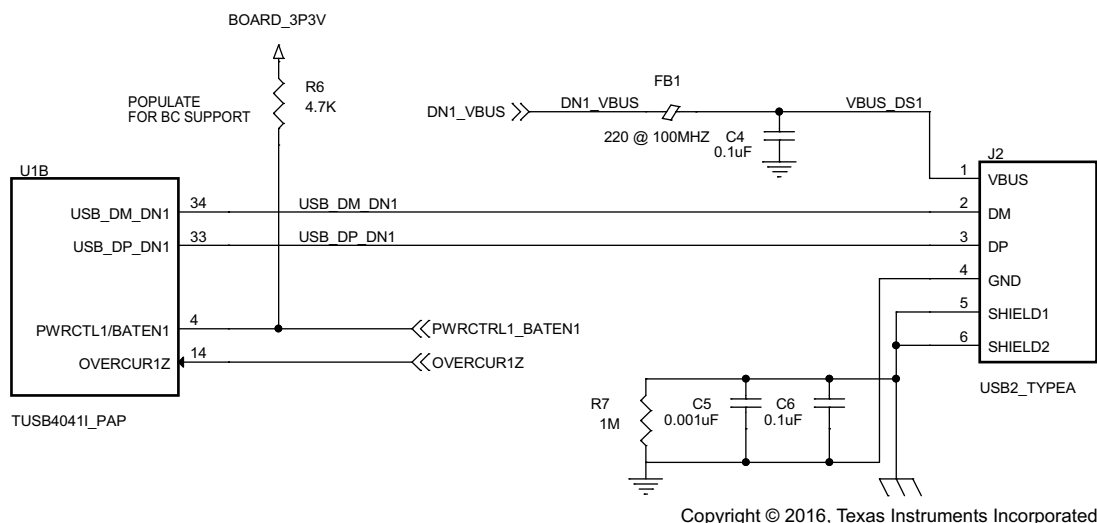 BOARD_3P3V
R6
4.7K
POPULATE
FOR BC SUPPORT
FB1
DN1_VBUS
DN1_VBUS
VBUS_DS1
220 @ 100MHZ
C4
0.1uF
J2
U1B
1
VBUS
USB_DM_DN1
34
USB_DM_DN1
2
DM
USB_DP_DN1
33
USB_DP_DN1
3
DP
4
GND
5
SHIELD1
PWRCTL1/BATEN1
4
PWRCTRL1_BATEN1
6
SHIELD2
OVERCUR1Z
14
OVERCUR1Z
USB2_TYPEA
R7
1M
C5
0.001uF
C6
0.1uF
TUSB4041I_PAP
Copyright © 2016, Texas Instruments Incorporated